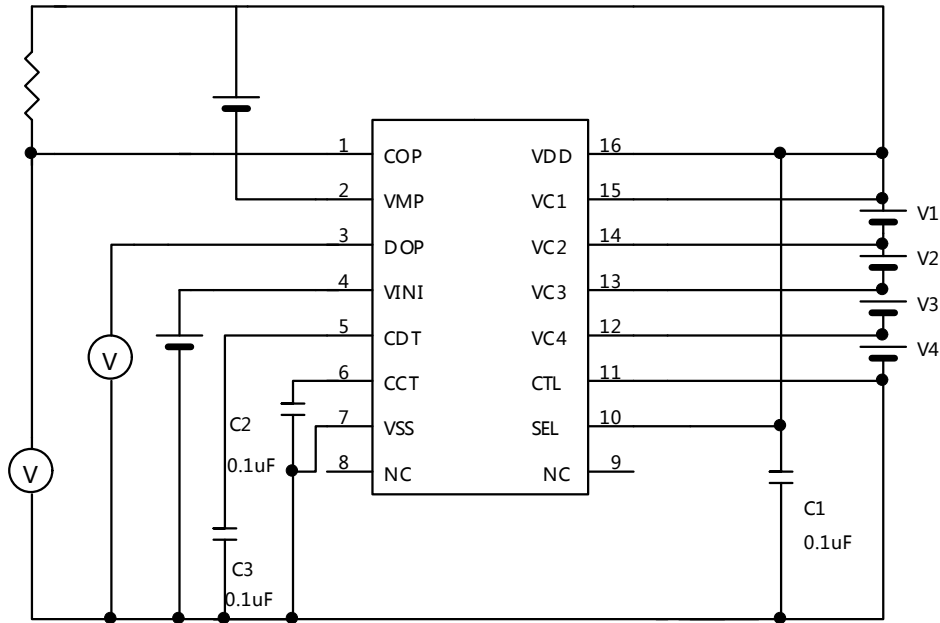 1 COP VDD 16
2 VMP VC1 15
V1
3 DOP VC2 14
V2
4 VINI VC3 13
V3
5 CDT VC4 12
V4
V
6 CCT CTL 11
C2
0.1uF
7 VSS SEL 10
V
8 NC NC 9
C1
0.1uF
C3
0.1uF